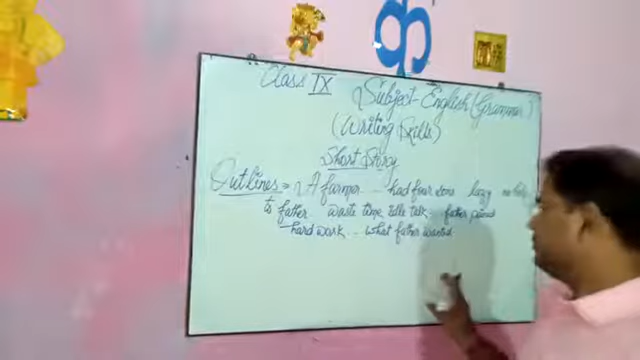 क
Class IX Subject-English (Grammar)
(Writing Skills)
Short Story
Outlines = A farmer... had four sons lazy no help
to father waste time idle talk... father
hard work... what father wanted